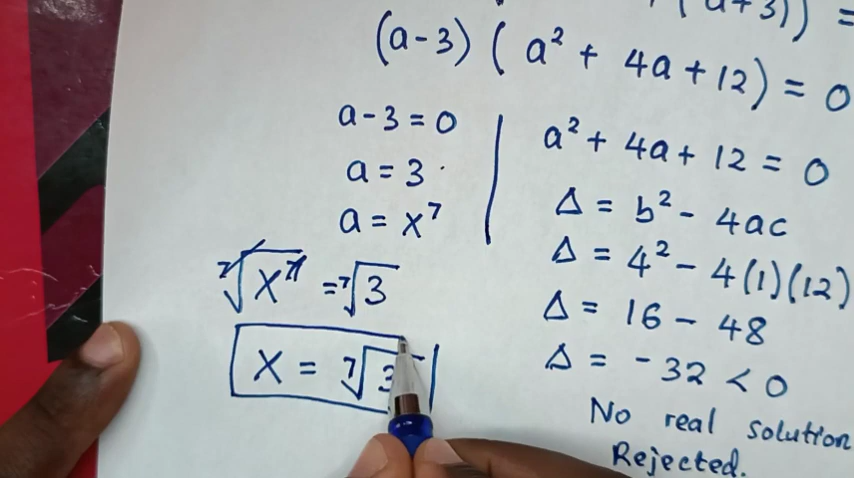 (a+3)) =
(a-3) ( a² + 4a + 12) = 0
a - 3 = 0
a = 3
a = x⁷
⁷√x⁷ = ⁷√3
x = ⁷√3
a² + 4a + 12 = 0
Δ = b² - 4ac
Δ = 4² - 4(1)(12)
Δ = 16 - 48
Δ = -32 < 0
No real solution
Rejected.